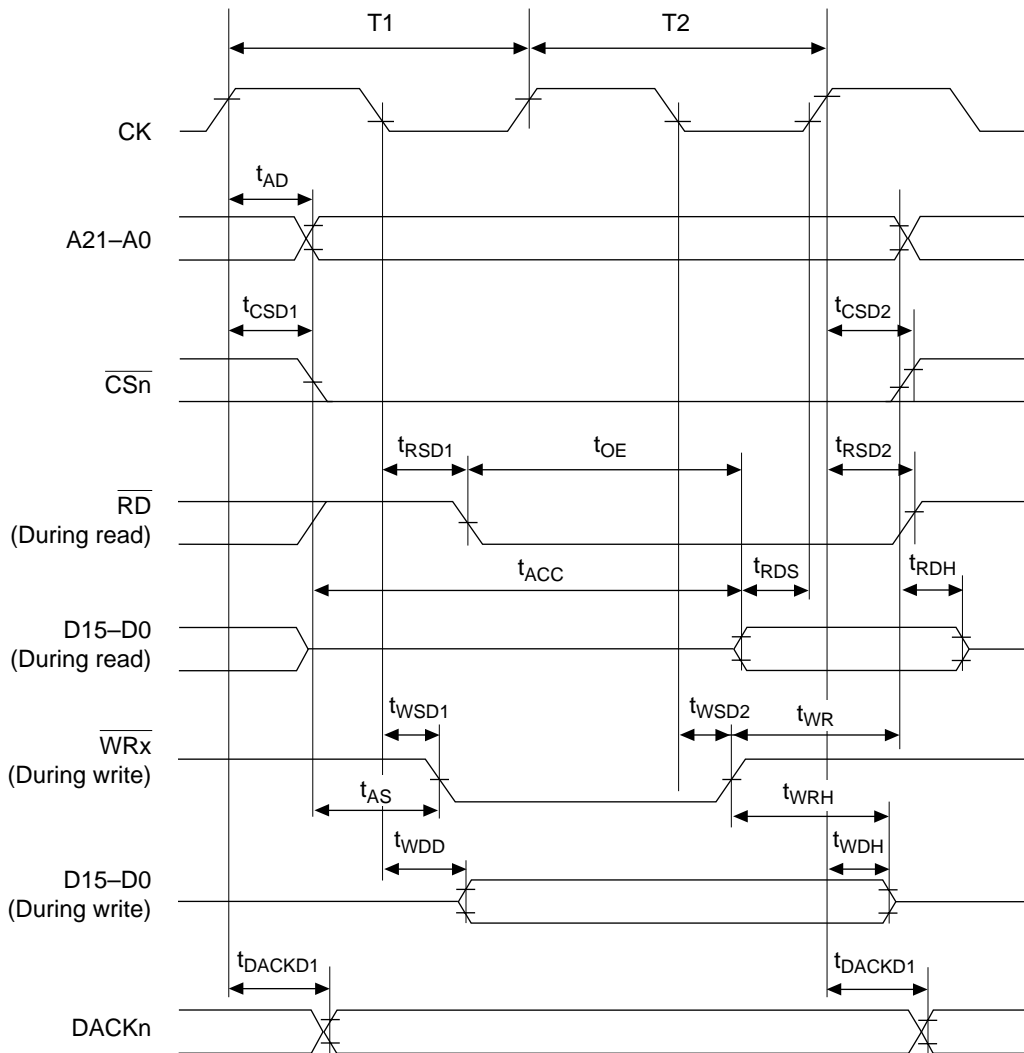 T1 T2
CK
tAD
A21–A0
tCSD1 tCSD2
CSn
tRSD1 tOE tRSD2
RD
(During read)
tACC tRDS tRDH
D15–D0
(During read)
tWSD1 tWSD2 tWR
WRx
(During write)
tAS tWRH
tWDD tWDH
D15–D0
(During write)
tDACKD1 tDACKD1
DACKn